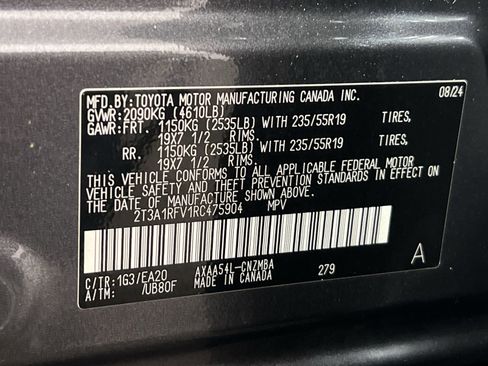 MFD.BY:TOYOTA MOTOR MANUFACTURING CANADA INC. 08/24
GVWR:2090KG (4610LB)
GAWR:FRT. 1150KG (2535LB) WITH 235/55R19 TIRES,
19X7 1/2 RIMS.
RR. 1150KG (2535LB) WITH 235/55R19 TIRES,
19X7 1/2 RIMS.
THIS VEHICLE CONFORMS TO ALL APPLICABLE FEDERAL MOTOR
VEHICLE SAFETY AND THEFT PREVENTION STANDARDS IN EFFECT ON
THE DATE OF MANUFACTURE SHOWN ABOVE.
2T3A1RFV1RC475904 MPV
C/TR:1G3/EA20 AXAA54L-CNZMBA A
A/TM: /UB80F MADE IN CANADA 279